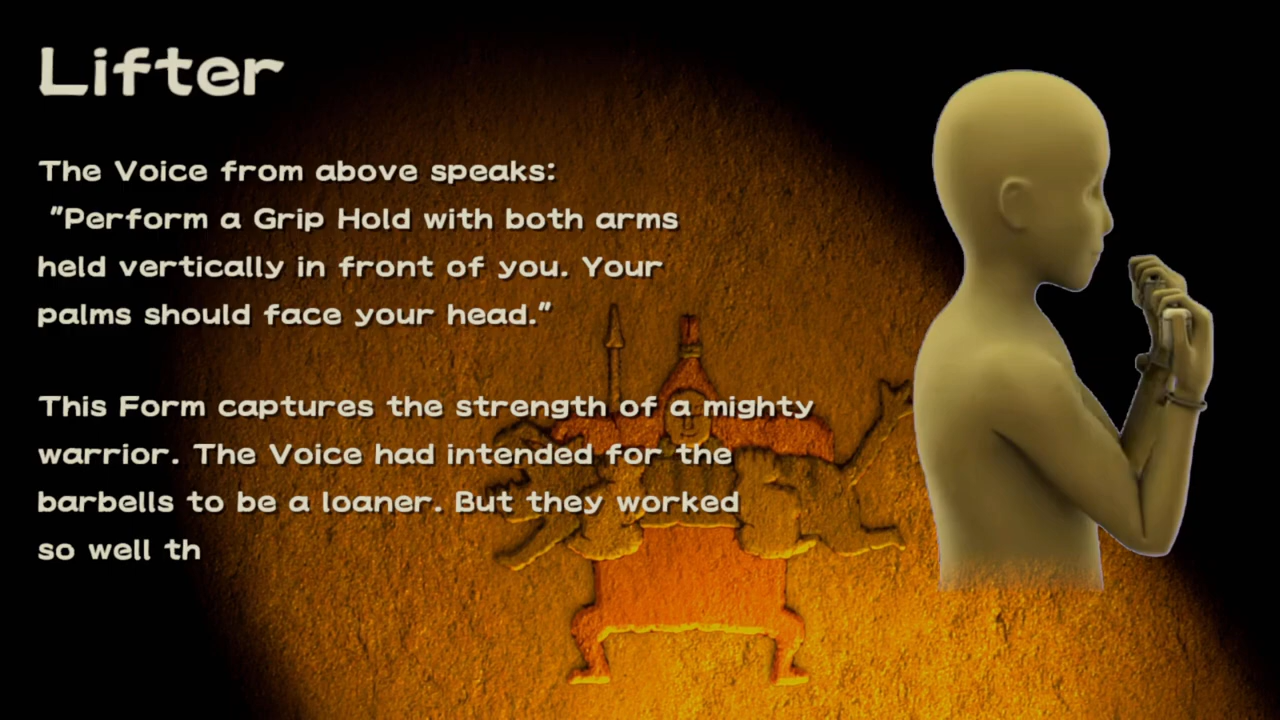 Lifter
The Voice from above speaks:
"Perform a Grip Hold with both arms
held vertically in front of you. Your
palms should face your head."
This Form captures the strength of a mighty
warrior. The Voice had intended for the
barbells to be a loaner. But they worked
so well th